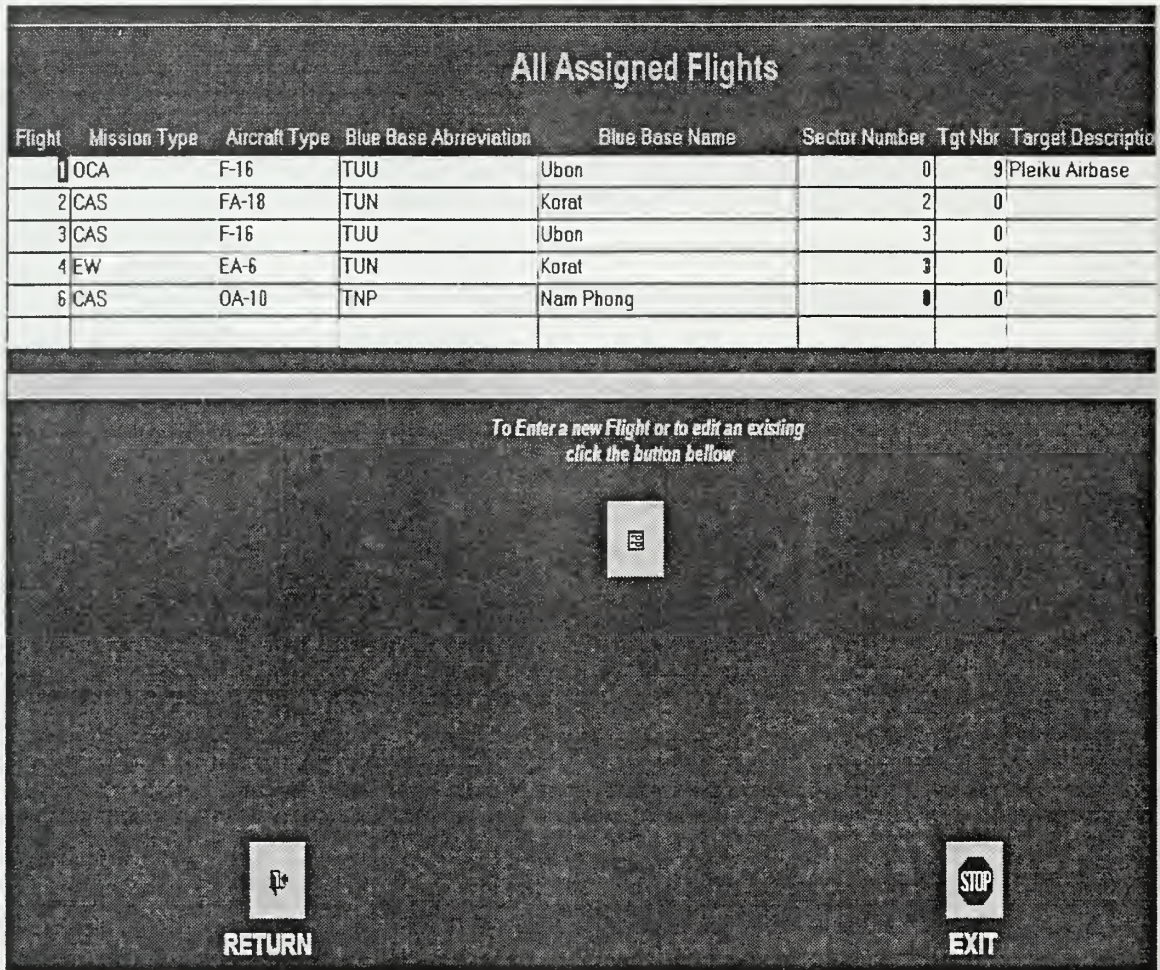 All Assigned Flights
Flight Mission Type Aircraft Type Blue Base Abrreviation Blue Base Name Sector Number Tgt Nbr Target Descriptio
1 OCA F-16 TUU Ubon 0 9 Pleiku Airbase
2 CAS FA-18 TUN Korat 2 0
3 CAS F-16 TUU Ubon 3 0
4 EW EA-6 TUN Korat 3 0
6 CAS OA-10 TNP Nam Phong 0
To Enter a new Flight or to edit an existing
click the button bellow
STOP
RETURN EXIT